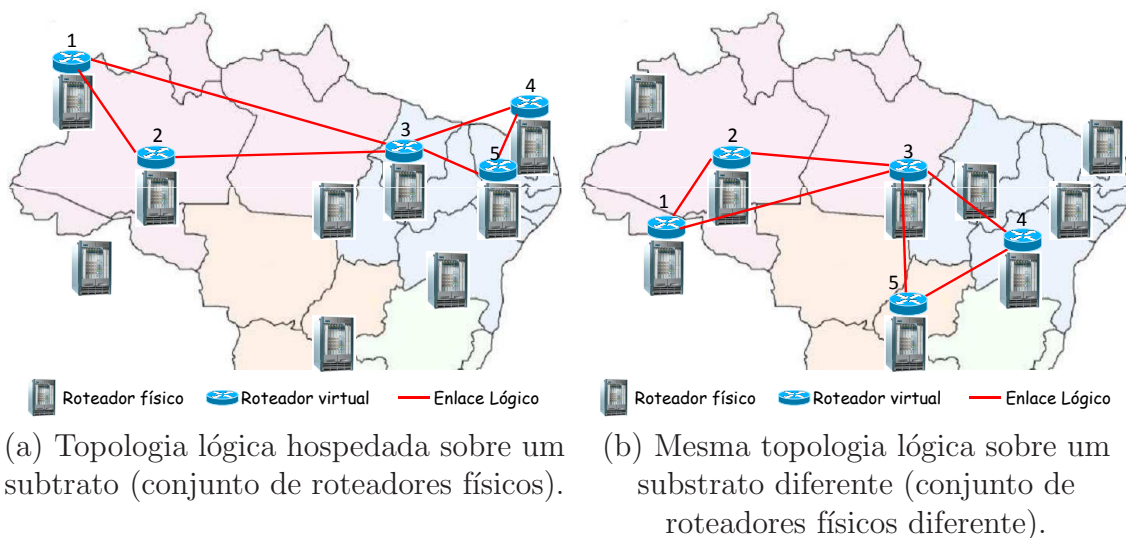 1
4
3
2
5
Roteador físico Roteador virtual Enlace Lógico
(a) Topologia lógica hospedada sobre um
subtrato (conjunto de roteadores físicos).
2
3
1
4
5
Roteador físico Roteador virtual Enlace Lógico
(b) Mesma topologia lógica sobre um
substrato diferente (conjunto de
roteadores físicos diferente).